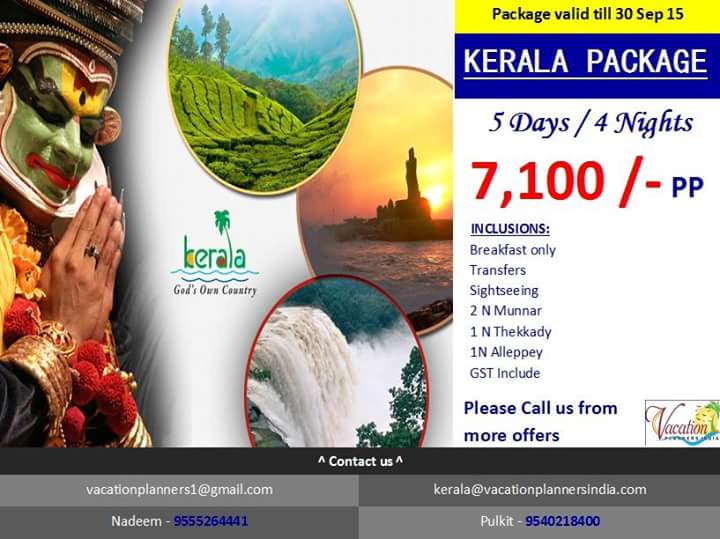 Package valid till 30 Sep 15
KERALA PACKAGE
5 Days / 4 Nights
7,100 /- PP
INCLUSIONS:
Breakfast only
Transfers
Sightseeing
2 N Munnar
1 N Thekkady
1N Alleppey
GST Include
Please Call us from
more offers
kerala
God's Own Country
Vacation
PLANNERS INDIA
^ Contact us ^
vacationplanners1@gmail.com
kerala@vacationplannersindia.com
Nadeem - 9555264441
Pulkit - 9540218400